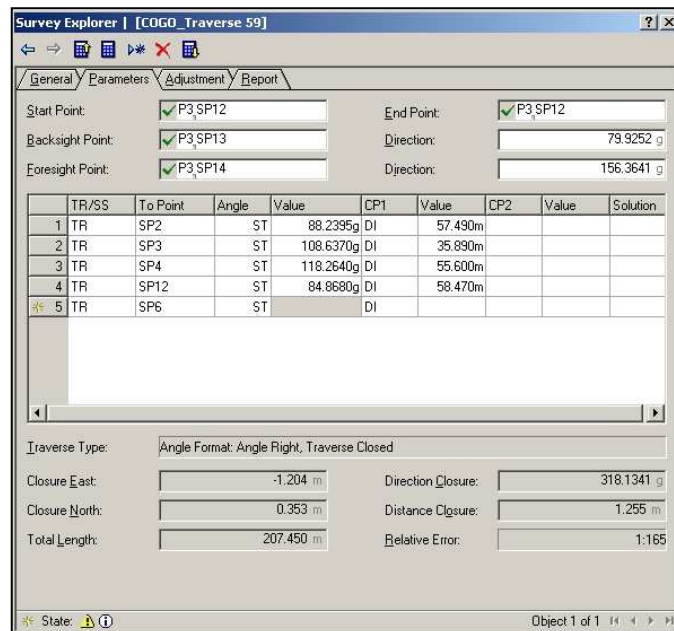 Survey Explorer | [COGO_Traverse 59]
General Parameters Adjustment Report
Start Point: P3,SP12 End Point: P3,SP12
Backsight Point: P3,SP13 Direction: 79.9252 g
Foresight Point: P3,SP14 Direction: 156.3641 g
TR/SS To Point Angle Value CP1 Value CP2 Value Solution
1 TR SP2 ST 88.2395g DI 57.490m
2 TR SP3 ST 108.6370g DI 35.890m
3 TR SP4 ST 118.2640g DI 55.600m
4 TR SP12 ST 84.8680g DI 58.470m
5 TR SP6 ST DI
Traverse Type: Angle Format: Angle Right, Traverse Closed
Closure East: -1.204 m Direction Closure: 318.1341 g
Closure North: 0.353 m Distance Closure: 1.255 m
Total Length: 207.450 m Relative Error: 1:165
State: Object 1 of 1